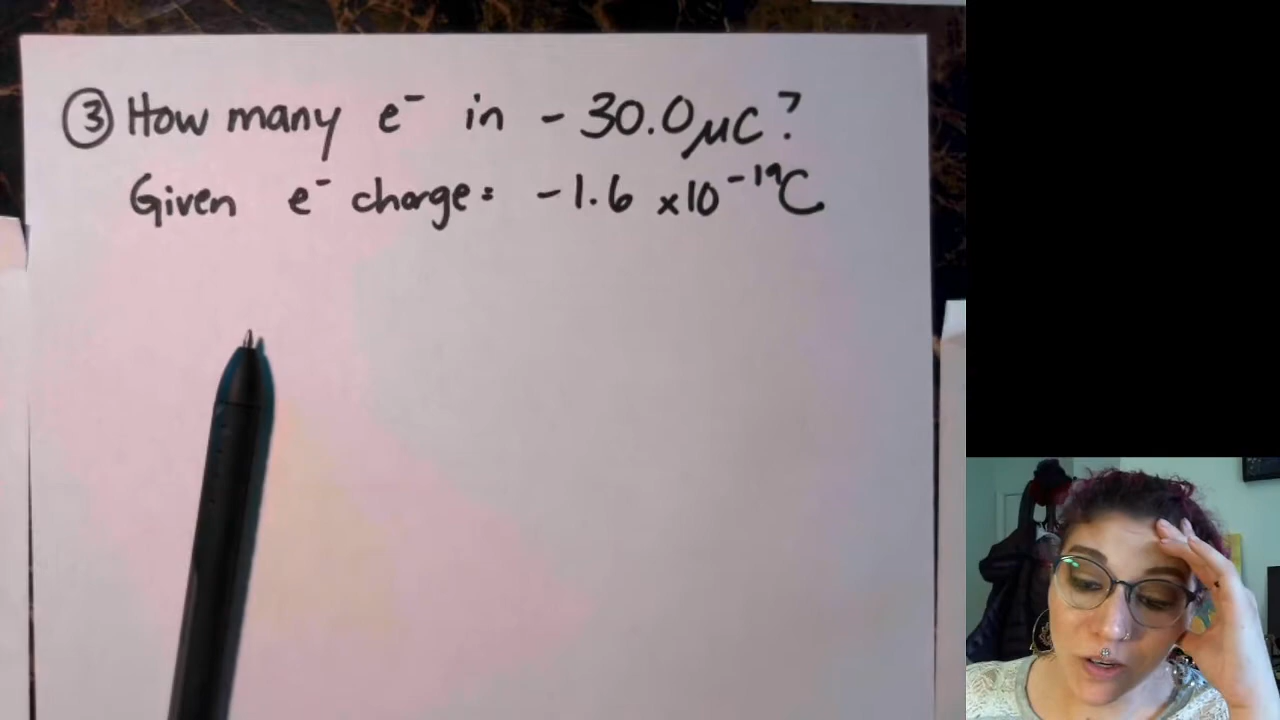 ③ How many e⁻ in - 30.0μC?
Given e⁻ charge = -1.6 x10⁻¹⁹C